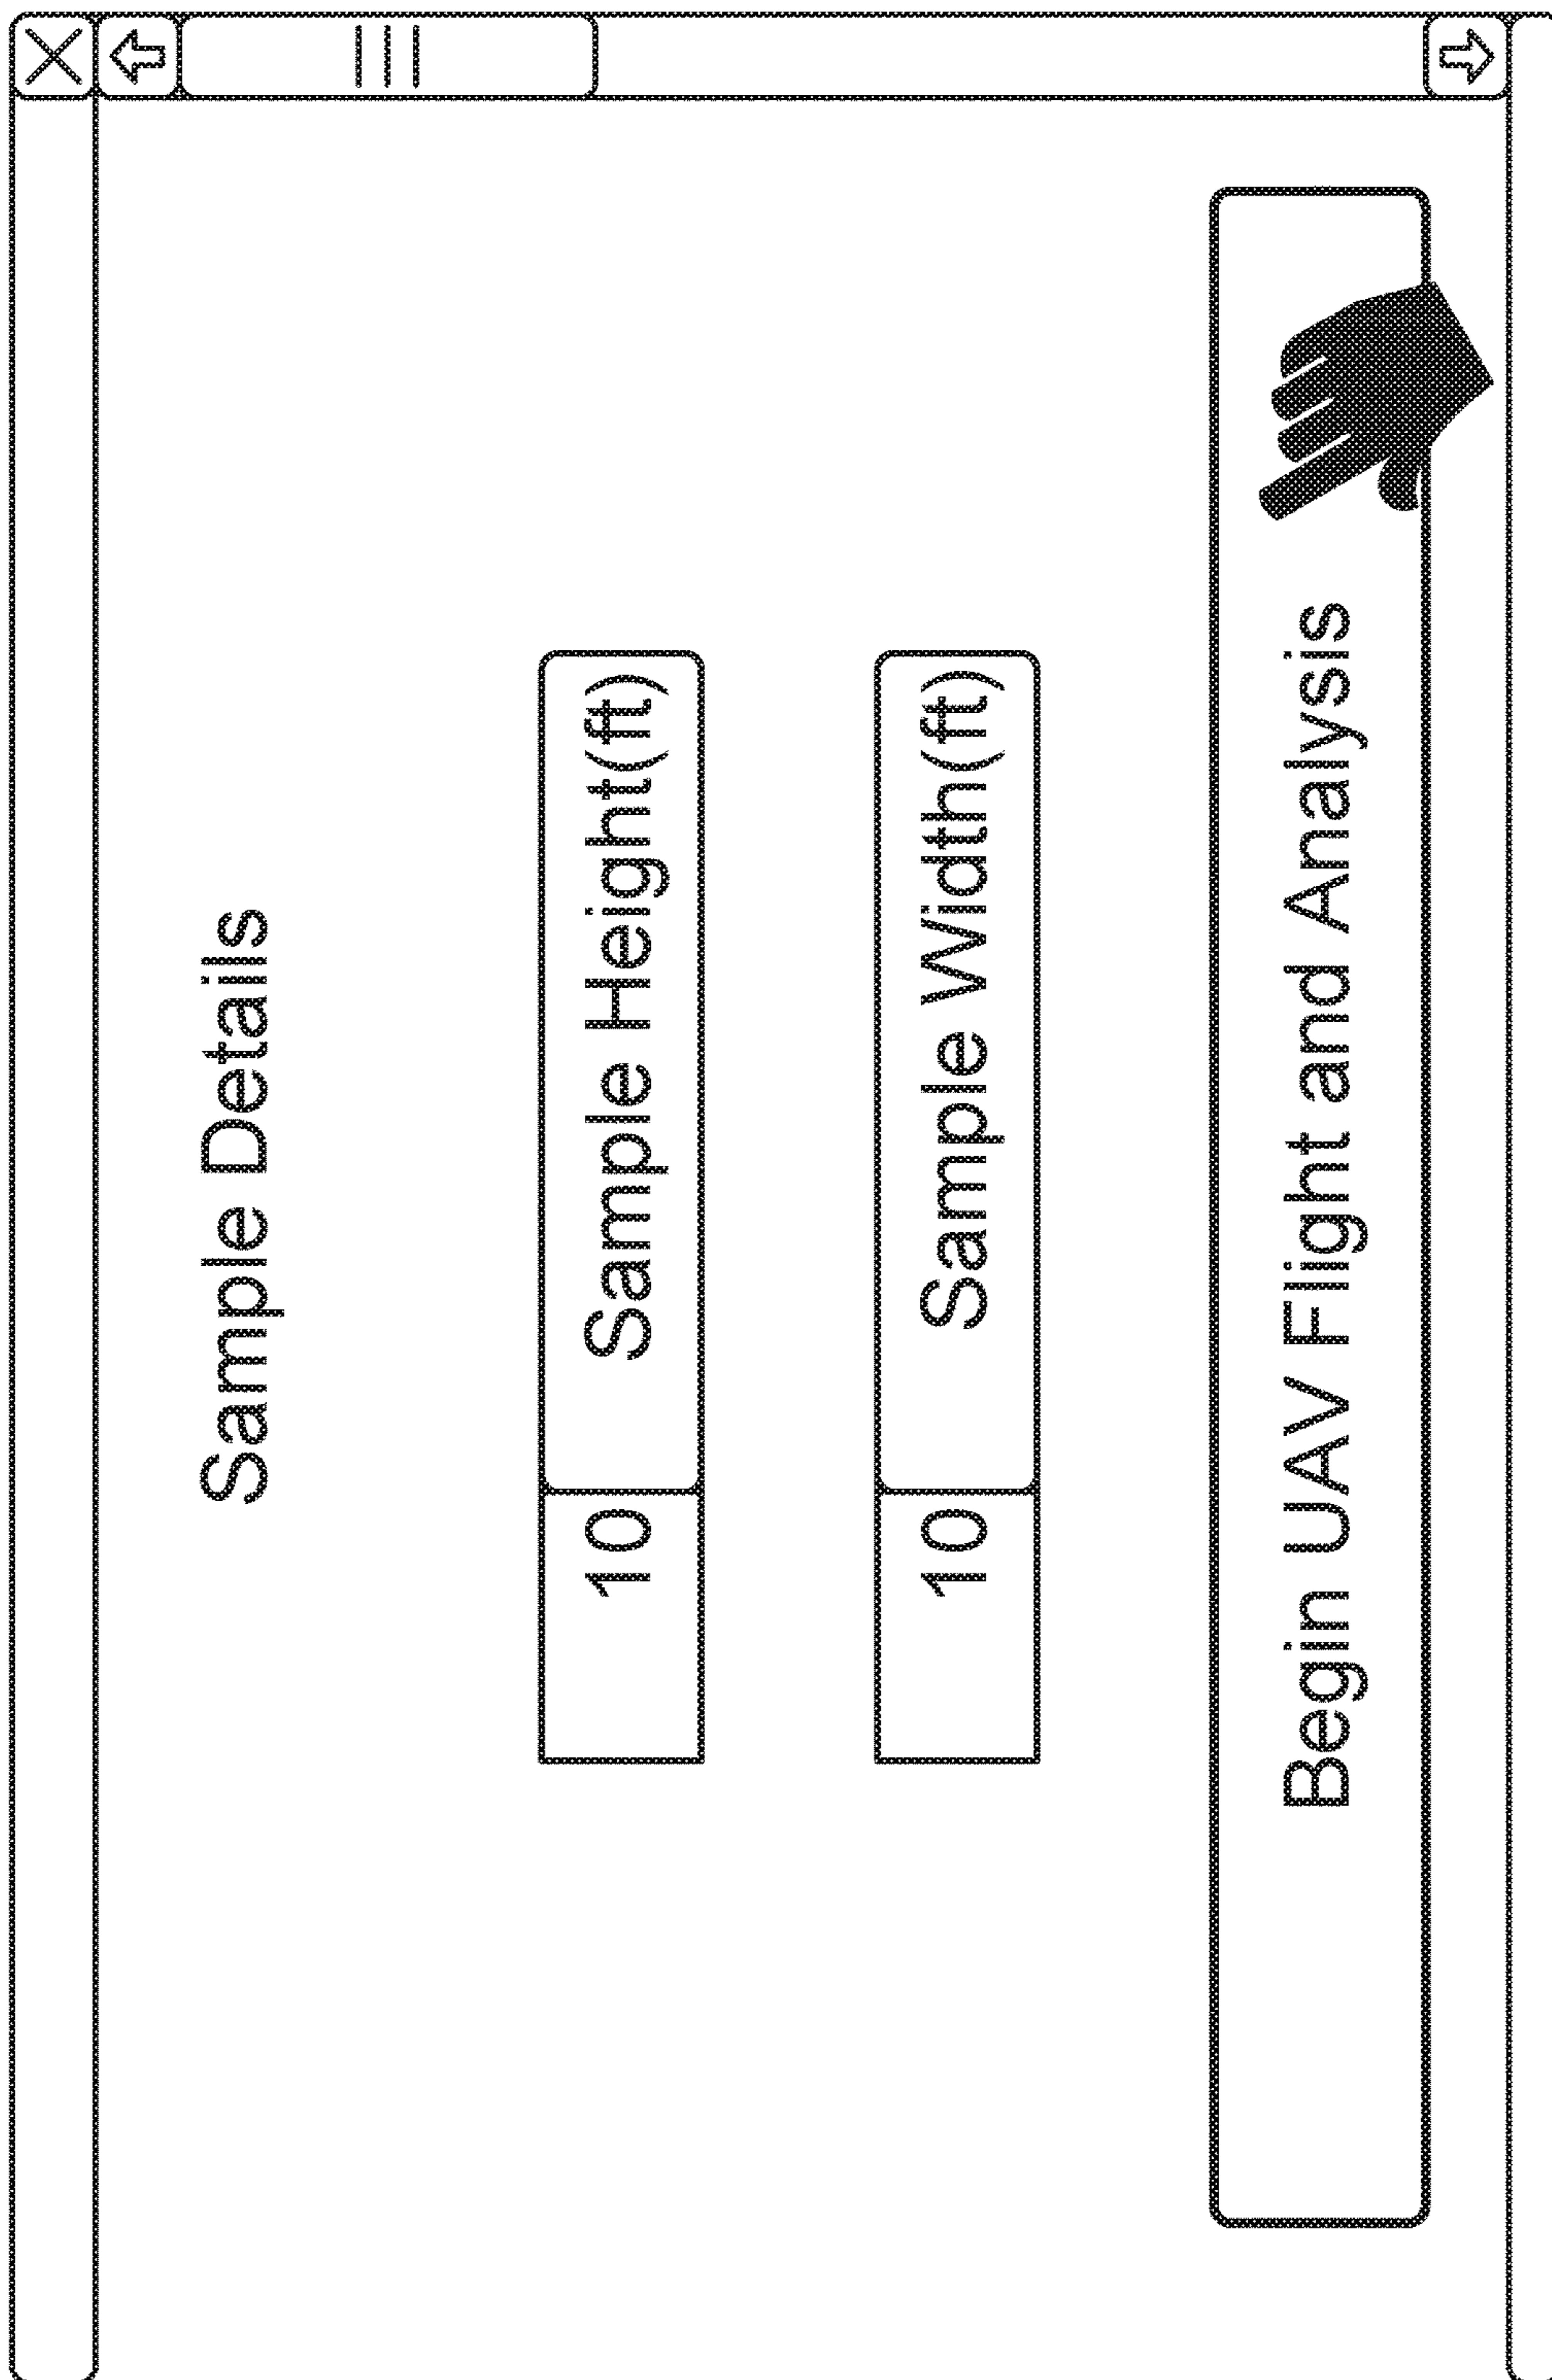 Sample Details
10 Sample Height(ft)
10 Sample Width(ft)
Begin UAV Flight and Analysis